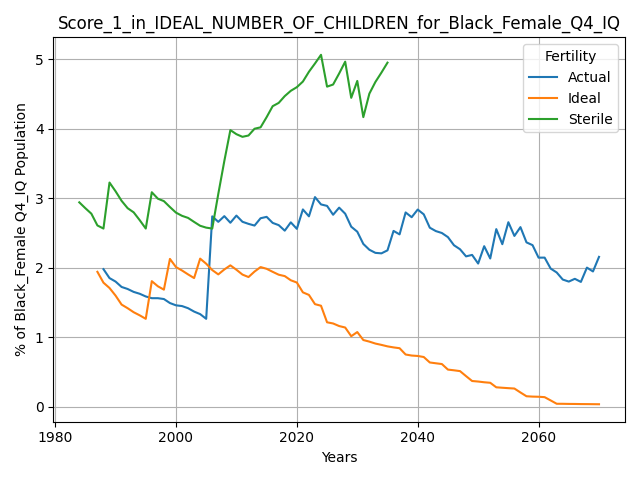 Score_1_in_IDEAL_NUMBER_OF_CHILDREN_for_Black_Female_Q4_IQ
Fertility
Actual
Ideal
Sterile
% of Black_Female Q4_IQ Population
5
4
3
2
1
0
1980 2000 2020 2040 2060
Years